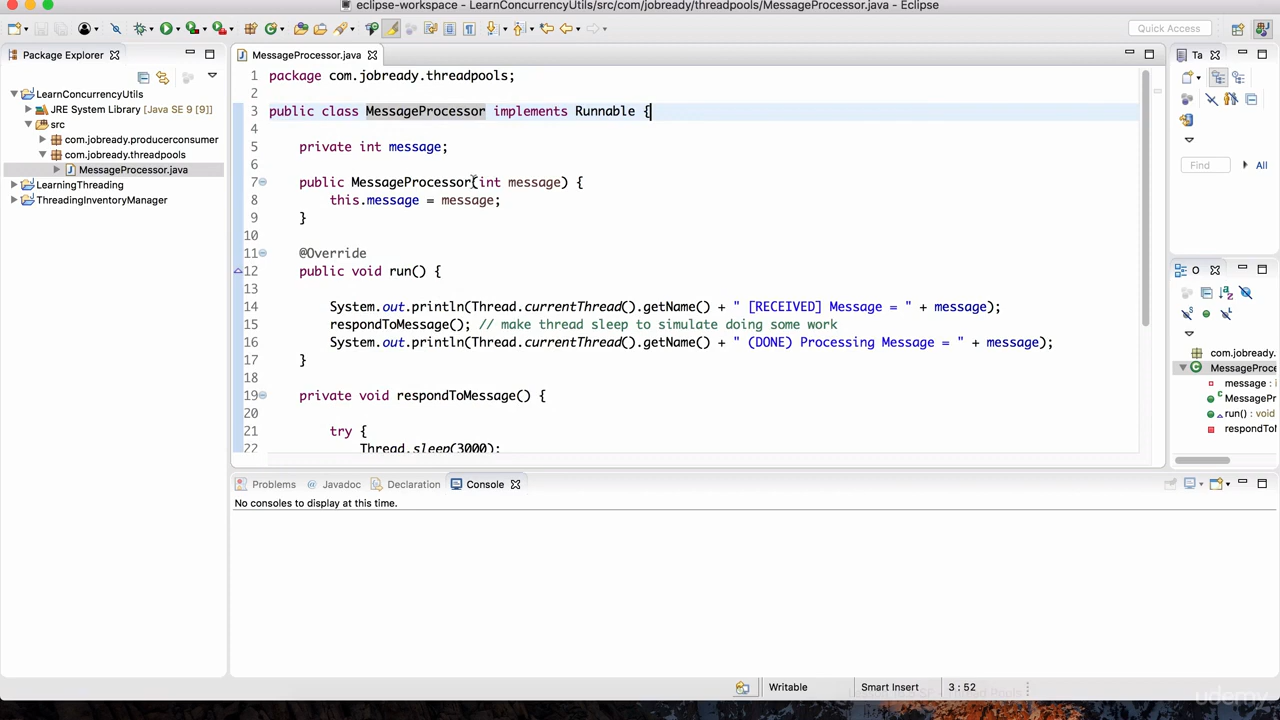 eclipse-workspace - LearnConcurrencyUtils/src/com/jobready/threadpools/MessageProcessor.java - Eclipse
Quick Access
Package Explorer
LearnConcurrencyUtils
JRE System Library [Java SE 9 [9]]
src
com.jobready.producerconsumer
com.jobready.threadpools
MessageProcessor.java
LearningThreading
ThreadingInventoryManager
MessageProcessor.java
1 package com.jobready.threadpools;
2
3 public class MessageProcessor implements Runnable {
4
5 private int message;
6
7 public MessageProcessor(int message) {
8 this.message = message;
9 }
10
11 @Override
12 public void run() {
13
14 System.out.println(Thread.currentThread().getName() + " [RECEIVED] Message = " + message);
15 respondToMessage(); // make thread sleep to simulate doing some work
16 System.out.println(Thread.currentThread().getName() + " (DONE) Processing Message = " + message);
17 }
18
19 private void respondToMessage() {
20
21 try {
22 Thread.sleep(3000);
Problems @ Javadoc Declaration Console
No consoles to display at this time.
Ta
Find All
O
com.jobready.
MessageProce
message : i
MessagePr
run() : void
respondTo
Writable Smart Insert 3 : 52
udemy